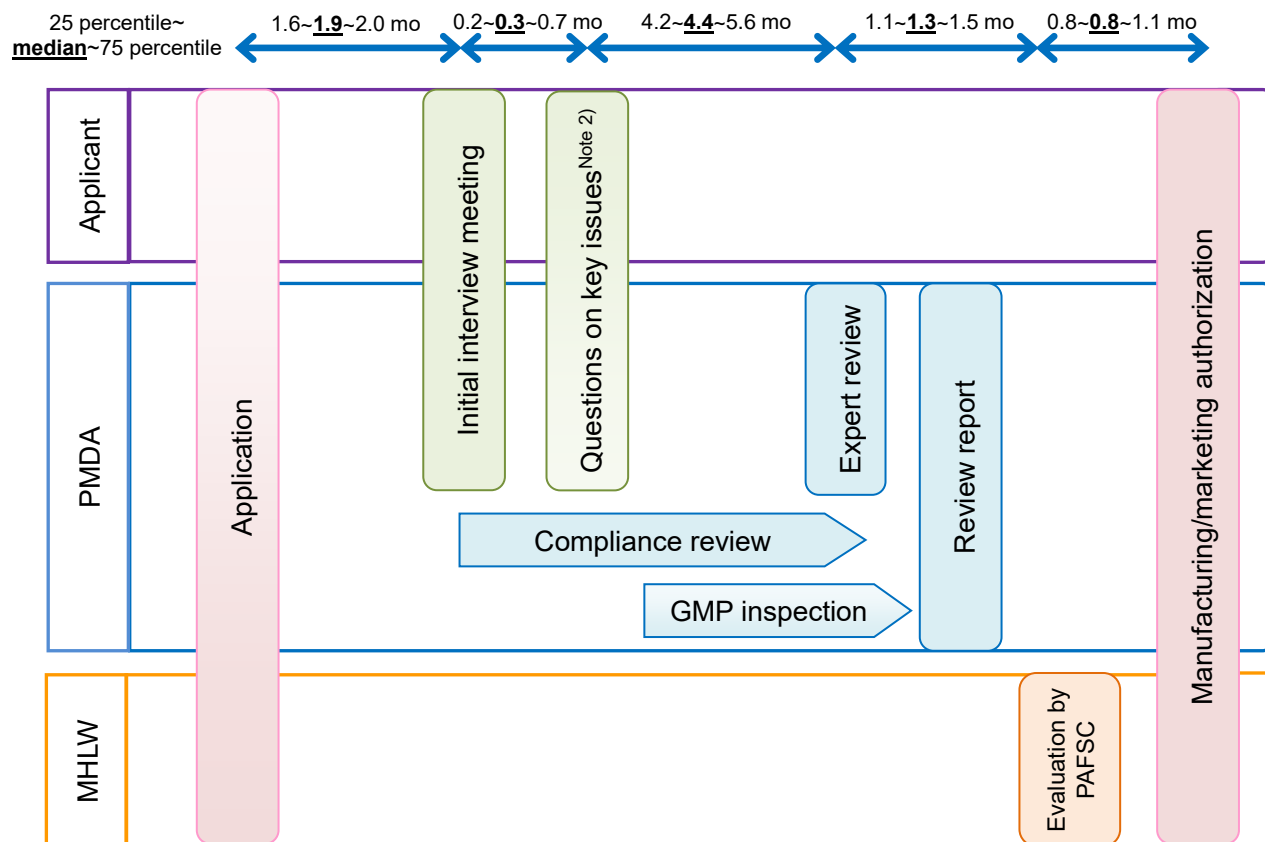 25 percentile~
median~75 percentile
1.6~1.9~2.0 mo
0.2~0.3~0.7 mo
4.2~4.4~5.6 mo
1.1~1.3~1.5 mo
0.8~0.8~1.1 mo
Applicant
PMDA
MHLW
Application
Initial interview meeting
Questions on key issues Note 2)
Expert review
Review report
Compliance review
GMP inspection
Evaluation by
PAFSC
Manufacturing/marketing authorization